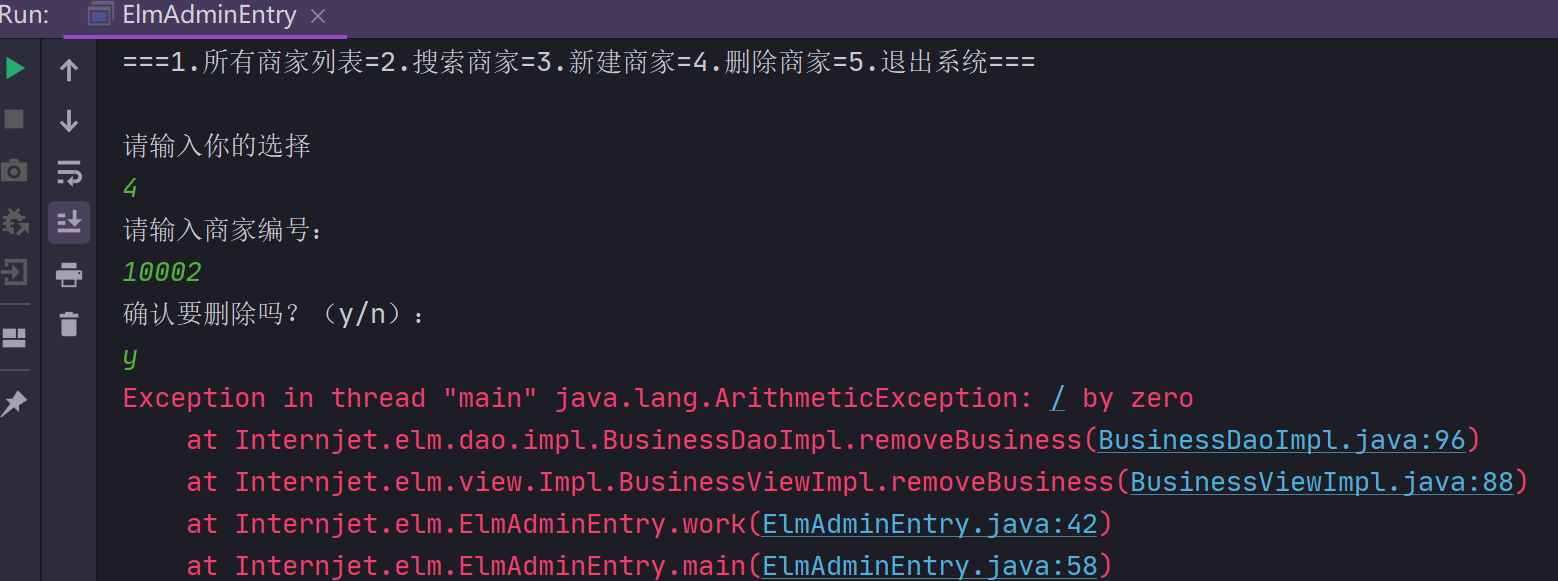 Run: ElmAdminEntry ×
===1.所有商家列表=2.搜索商家=3.新建商家=4.删除商家=5.退出系统===
请输入你的选择
4
请输入商家编号：
10002
确认要删除吗？（y/n）：
y
Exception in thread "main" java.lang.ArithmeticException: / by zero
at Internjet.elm.dao.impl.BusinessDaoImpl.removeBusiness(BusinessDaoImpl.java:96)
at Internjet.elm.view.Impl.BusinessViewImpl.removeBusiness(BusinessViewImpl.java:88)
at Internjet.elm.ElmAdminEntry.work(ElmAdminEntry.java:42)
at Internjet.elm.ElmAdminEntry.main(ElmAdminEntry.java:58)